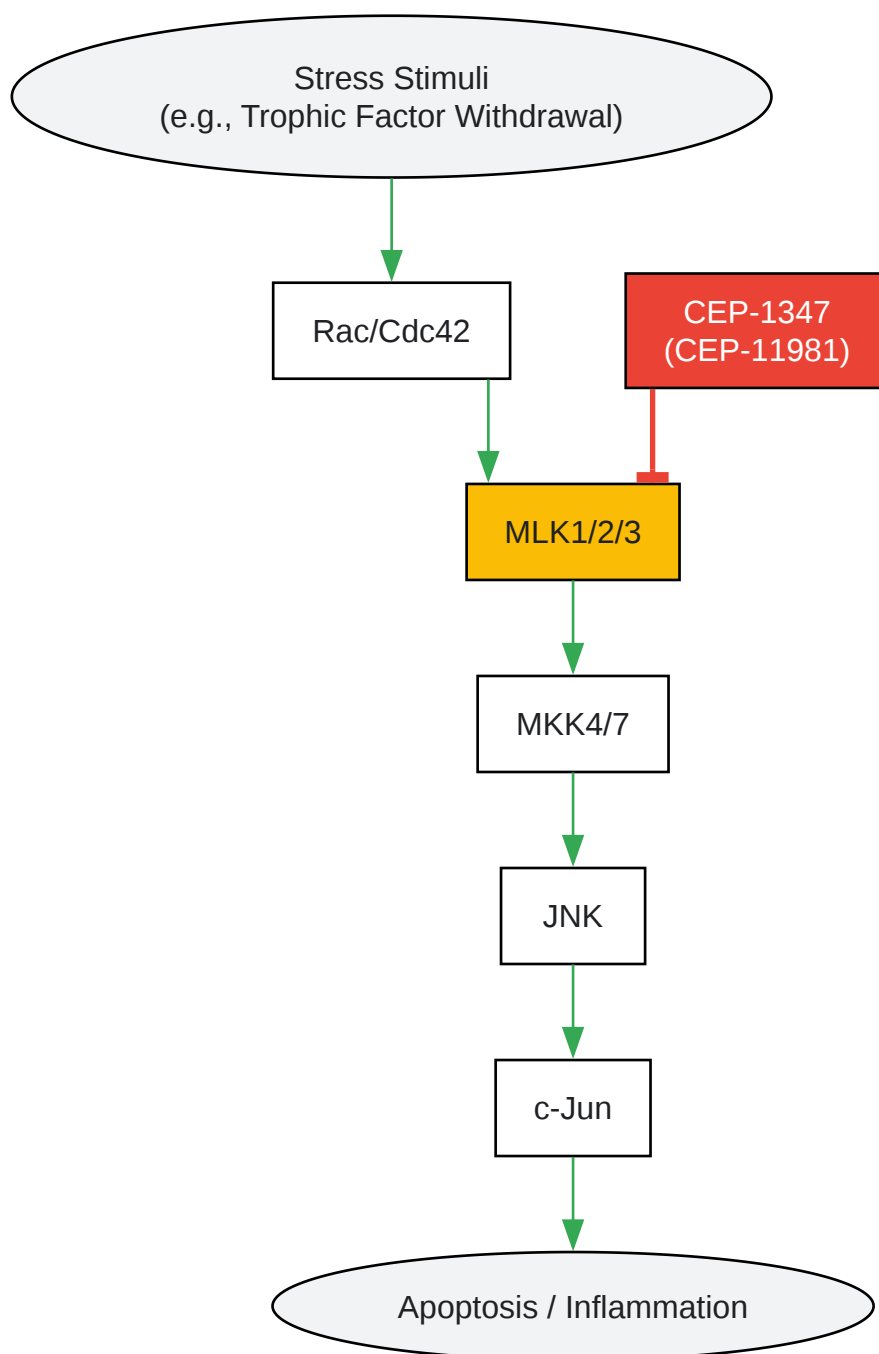 Stress Stimuli
(e.g., Trophic Factor Withdrawal)
Rac/Cdc42
CEP-1347
(CEP-11981)
MLK1/2/3
MKK4/7
JNK
c-Jun
Apoptosis / Inflammation